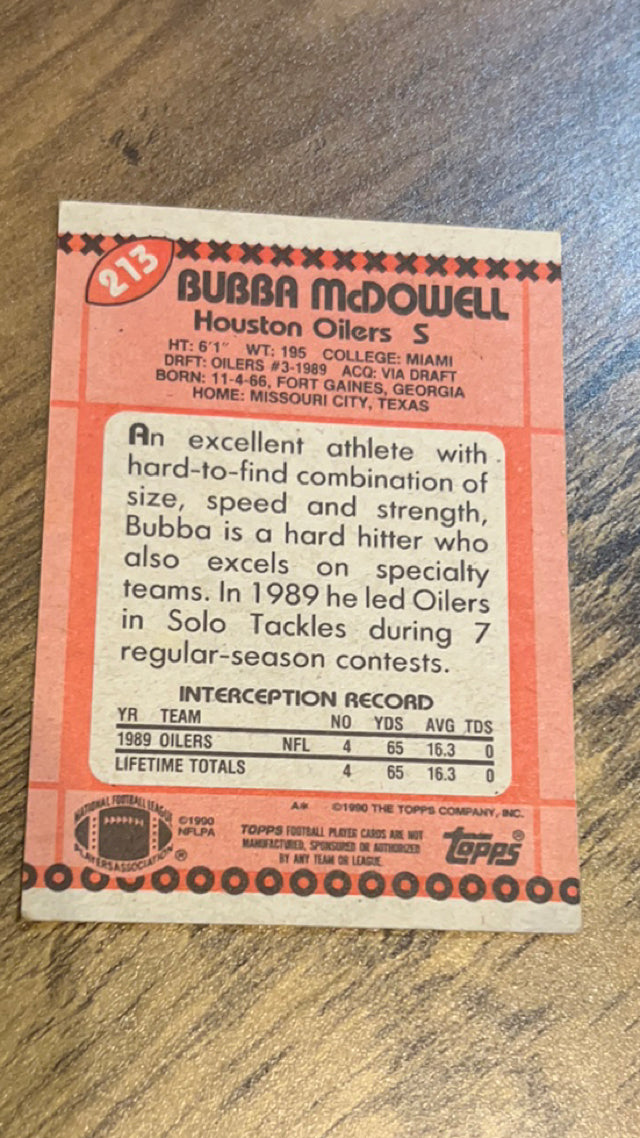 213
BUBBA McDOWELL
Houston Oilers S
HT: 6'1" WT: 195 COLLEGE: MIAMI
DRFT: OILERS #3-1989 ACQ: VIA DRAFT
BORN: 11-4-66, FORT GAINES, GEORGIA
HOME: MISSOURI CITY, TEXAS
An excellent athlete with
hard-to-find combination of
size, speed and strength,
Bubba is a hard hitter who
also excels on specialty
teams. In 1989 he led Oilers
in Solo Tackles during 7
regular-season contests.
INTERCEPTION RECORD
YR TEAM NO YDS AVG TDS
1989 OILERS NFL 4 65 16.3 0
LIFETIME TOTALS 4 65 16.3 0
A* ©1990 THE TOPPS COMPANY, INC.
NATIONAL FOOTBALL LEAGUE
PLAYERS ASSOCIATION ®
©1990
NFLPA
TOPPS FOOTBALL PLAYER CARDS ARE NOT
MANUFACTURED, SPONSORED OR AUTHORIZED
BY ANY TEAM OR LEAGUE.
Topps®